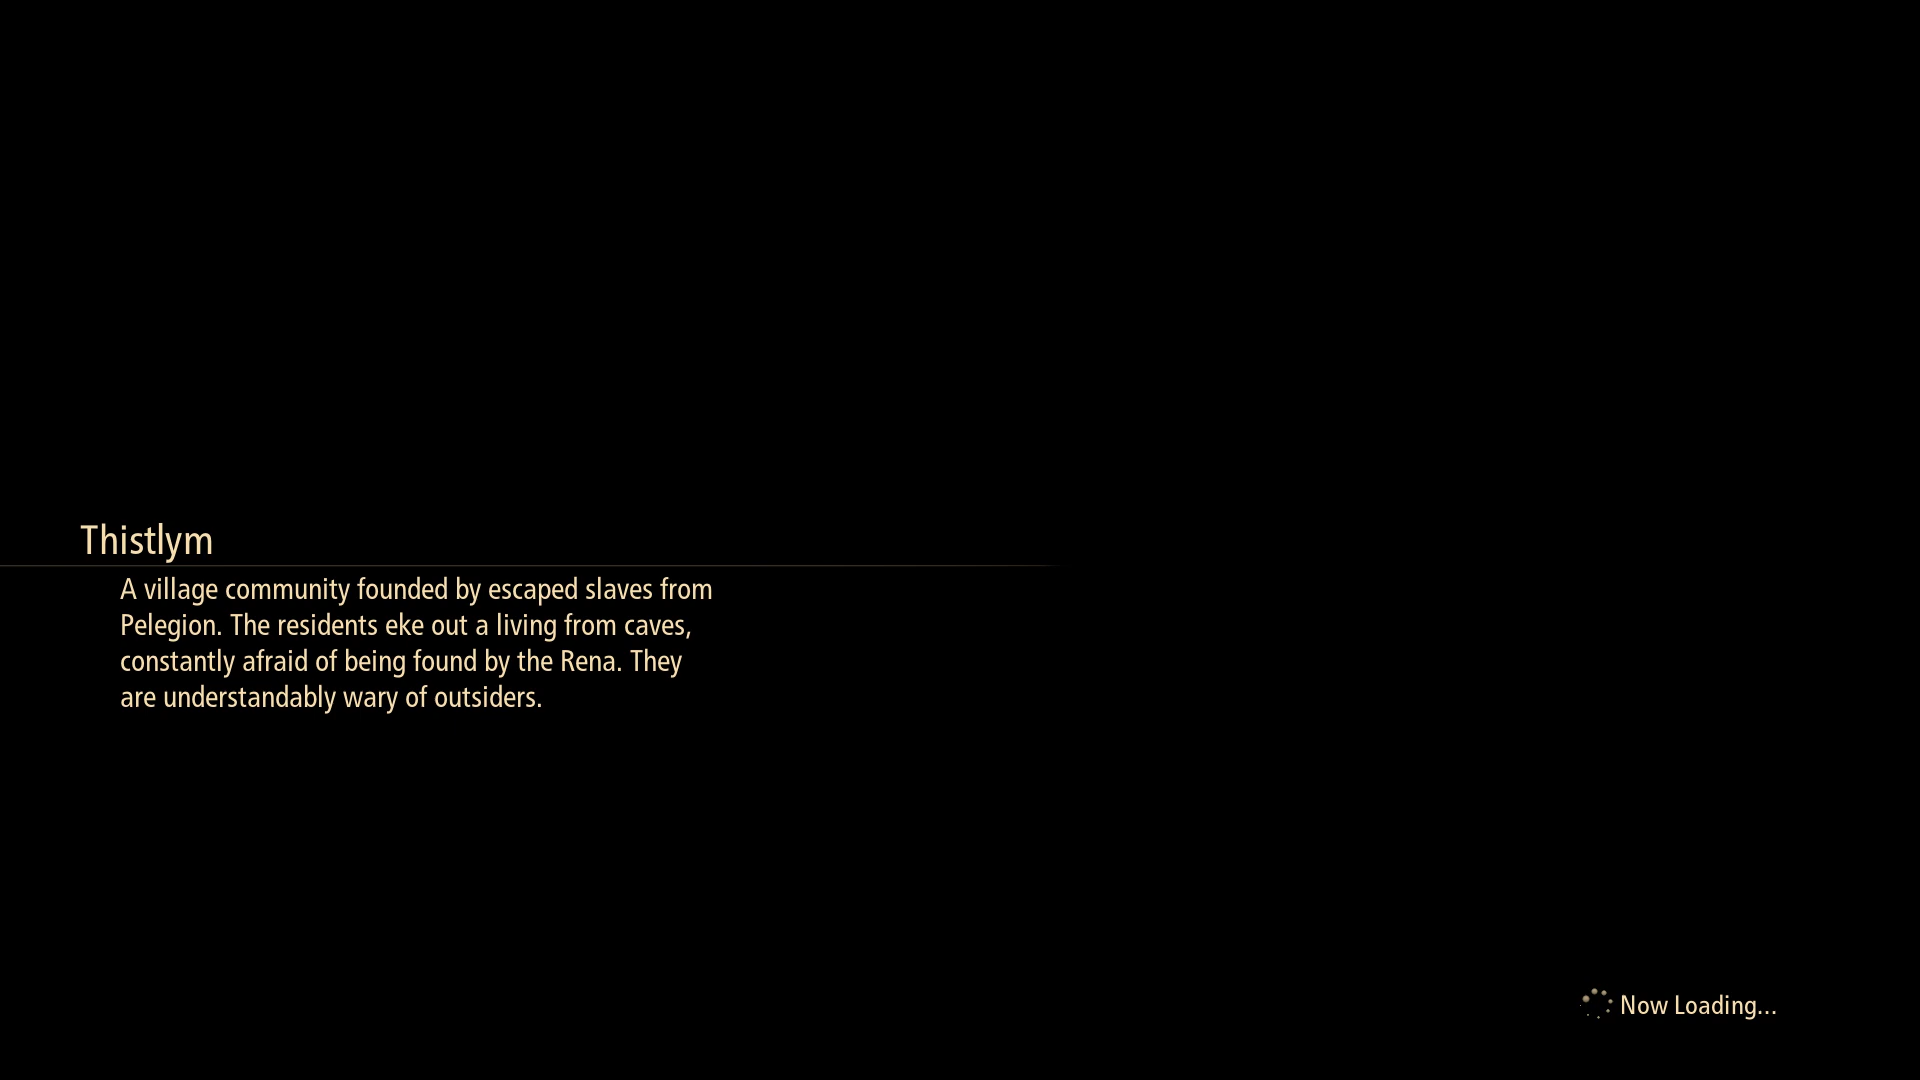 Thistlym
A village community founded by escaped slaves from
Pelegion. The residents eke out a living from caves,
constantly afraid of being found by the Rena. They
are understandably wary of outsiders.
Now Loading...